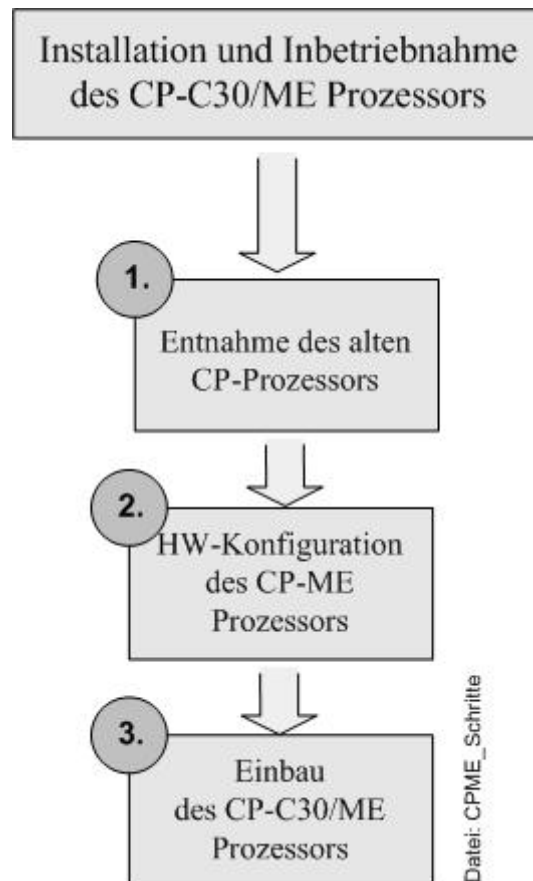 Installation und Inbetriebnahme
des CP-C30/ME Prozessors
1.
Entnahme des alten
CP-Prozessors
2.
HW-Konfiguration
des CP-ME
Prozessors
3.
Einbau
des CP-C30/ME
Prozessors
Datei: CPME_Schritte